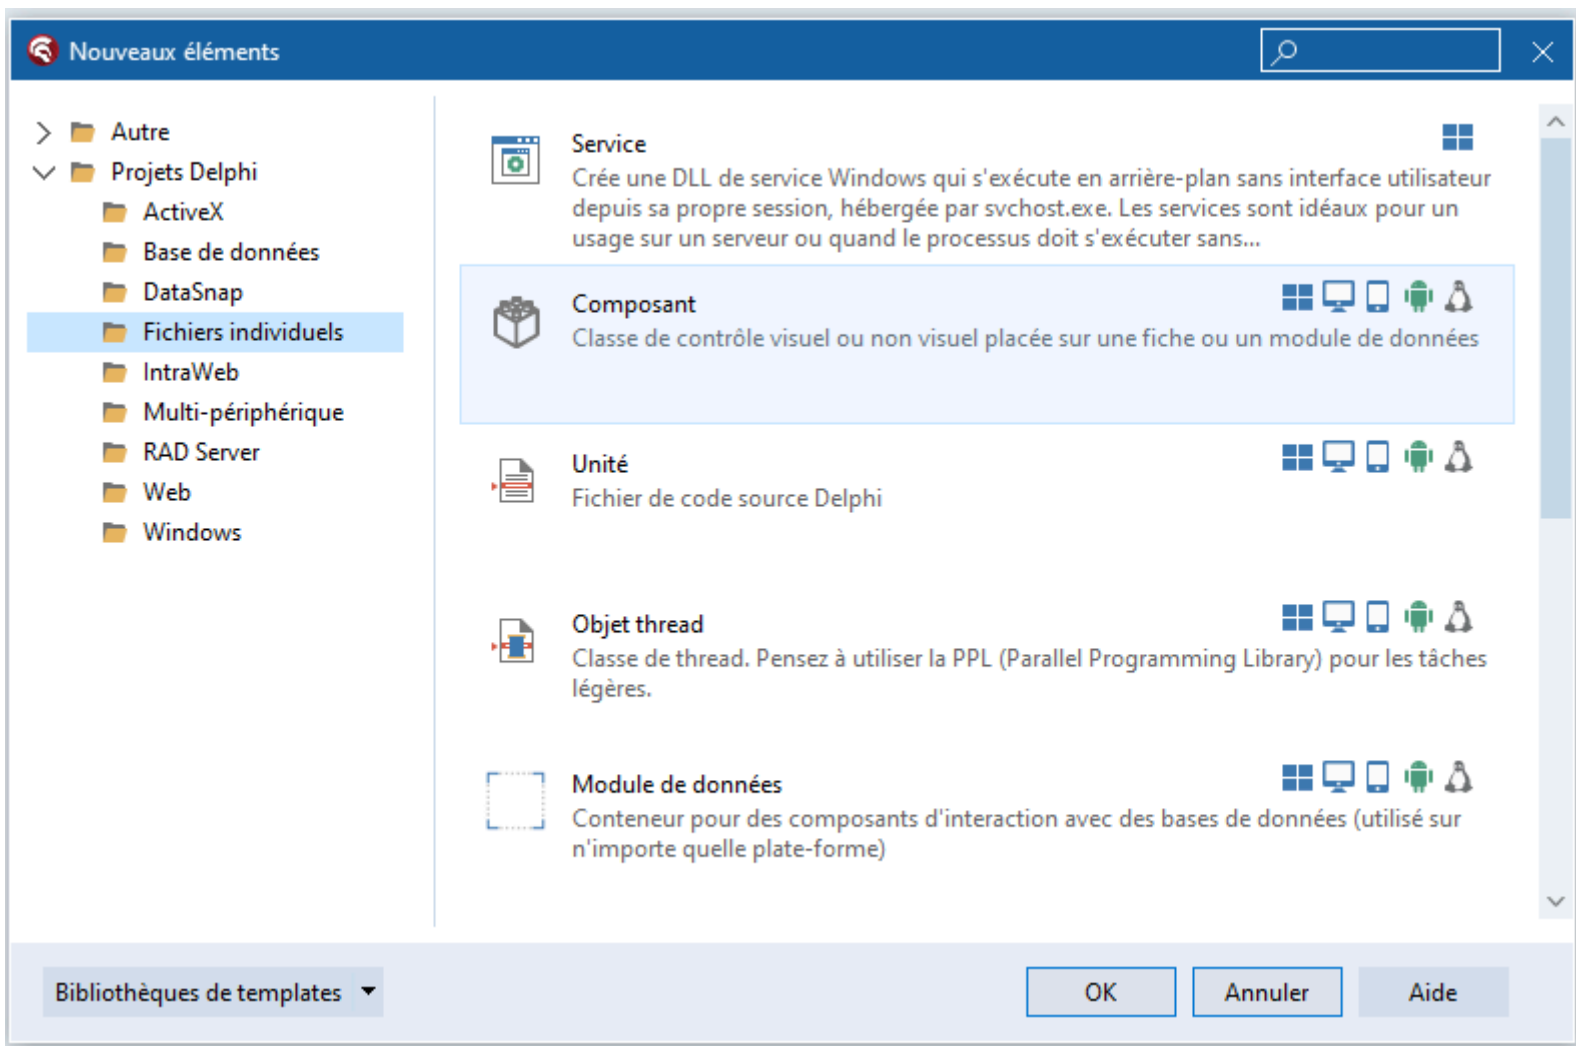 Nouveaux éléments
Autre
Projets Delphi
ActiveX
Base de données
DataSnap
Fichiers individuels
IntraWeb
Multi-périphérique
RAD Server
Web
Windows
Service
Crée une DLL de service Windows qui s'exécute en arrière-plan sans interface utilisateur
depuis sa propre session, hébergée par svchost.exe. Les services sont idéaux pour un
usage sur un serveur ou quand le processus doit s'exécuter sans...
Composant
Classe de contrôle visuel ou non visuel placée sur une fiche ou un module de données
Unité
Fichier de code source Delphi
Objet thread
Classe de thread. Pensez à utiliser la PPL (Parallel Programming Library) pour les tâches
légères.
Module de données
Conteneur pour des composants d'interaction avec des bases de données (utilisé sur
n'importe quelle plate-forme)
Bibliothèques de templates
OK
Annuler
Aide